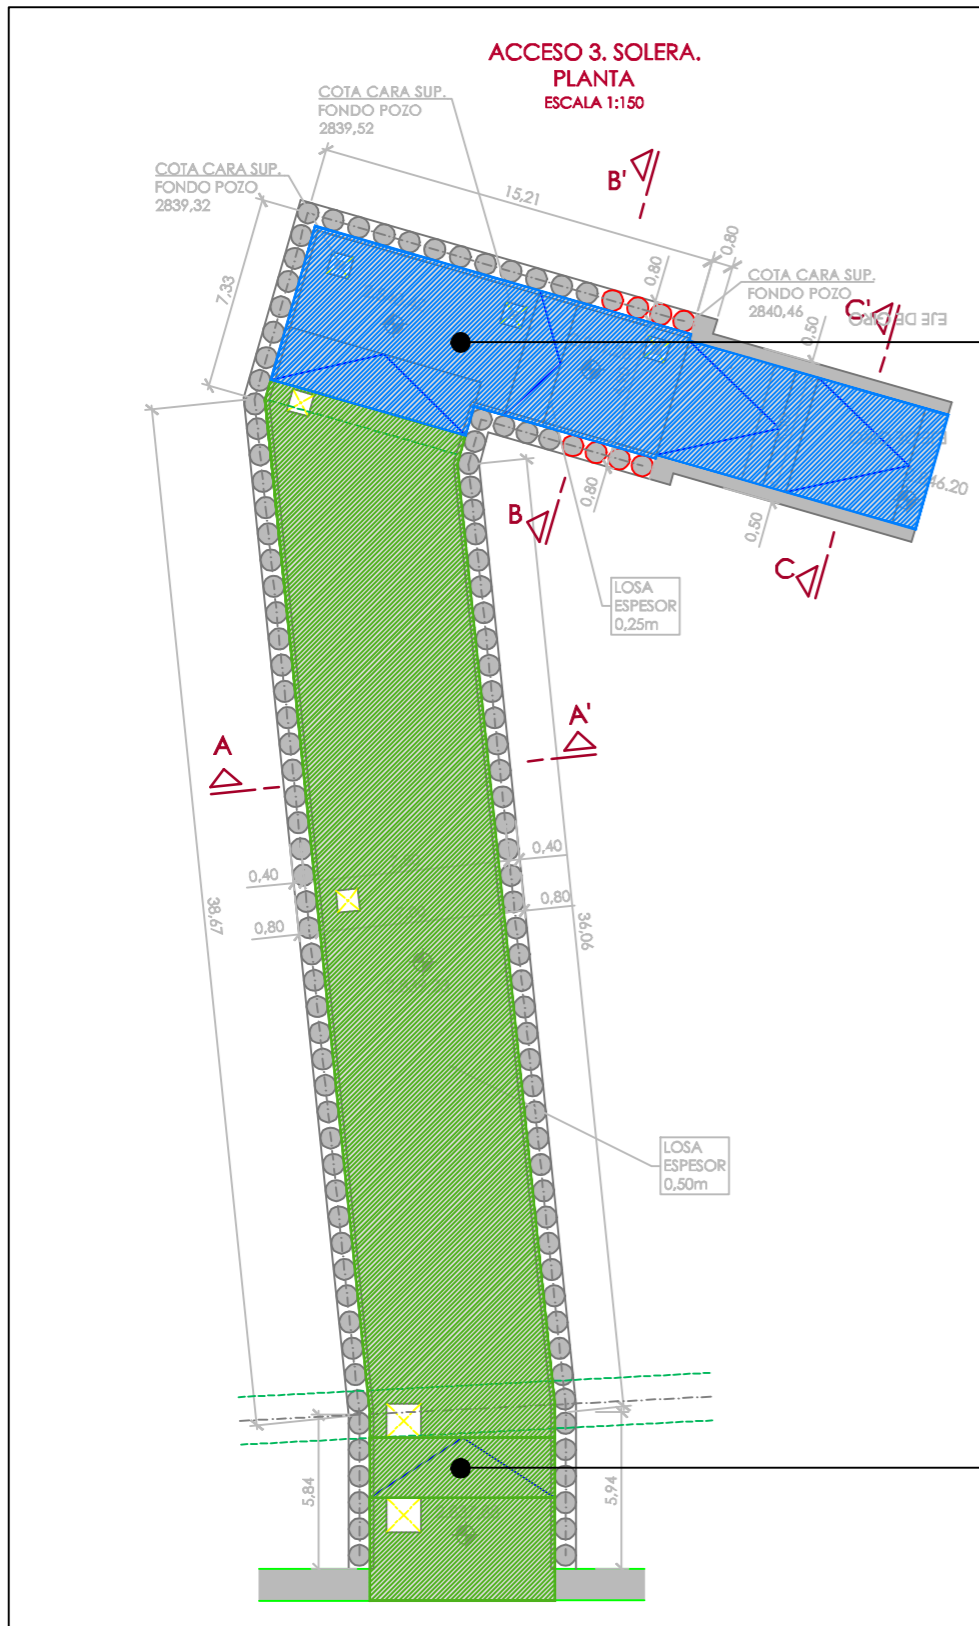 ACCESO 3. SOLERA.
PLANTA
ESCALA 1:150
COTA CARA SUP.
FONDO POZO
2839,52
COTA CARA SUP.
FONDO POZO
2839,32
15,21
B'
0,80
0,80
7,33
COTA CARA SUP.
FONDO POZO
2840,46
C'
EJE DE GIRO
0,50
46.20
B
0,80
0,50
C
LOSA
ESPESOR
0,25m
A
A'
0,40
0,40
0,80
0,80
38,67
36,06
LOSA
ESPESOR
0,50m
5,84
5,94